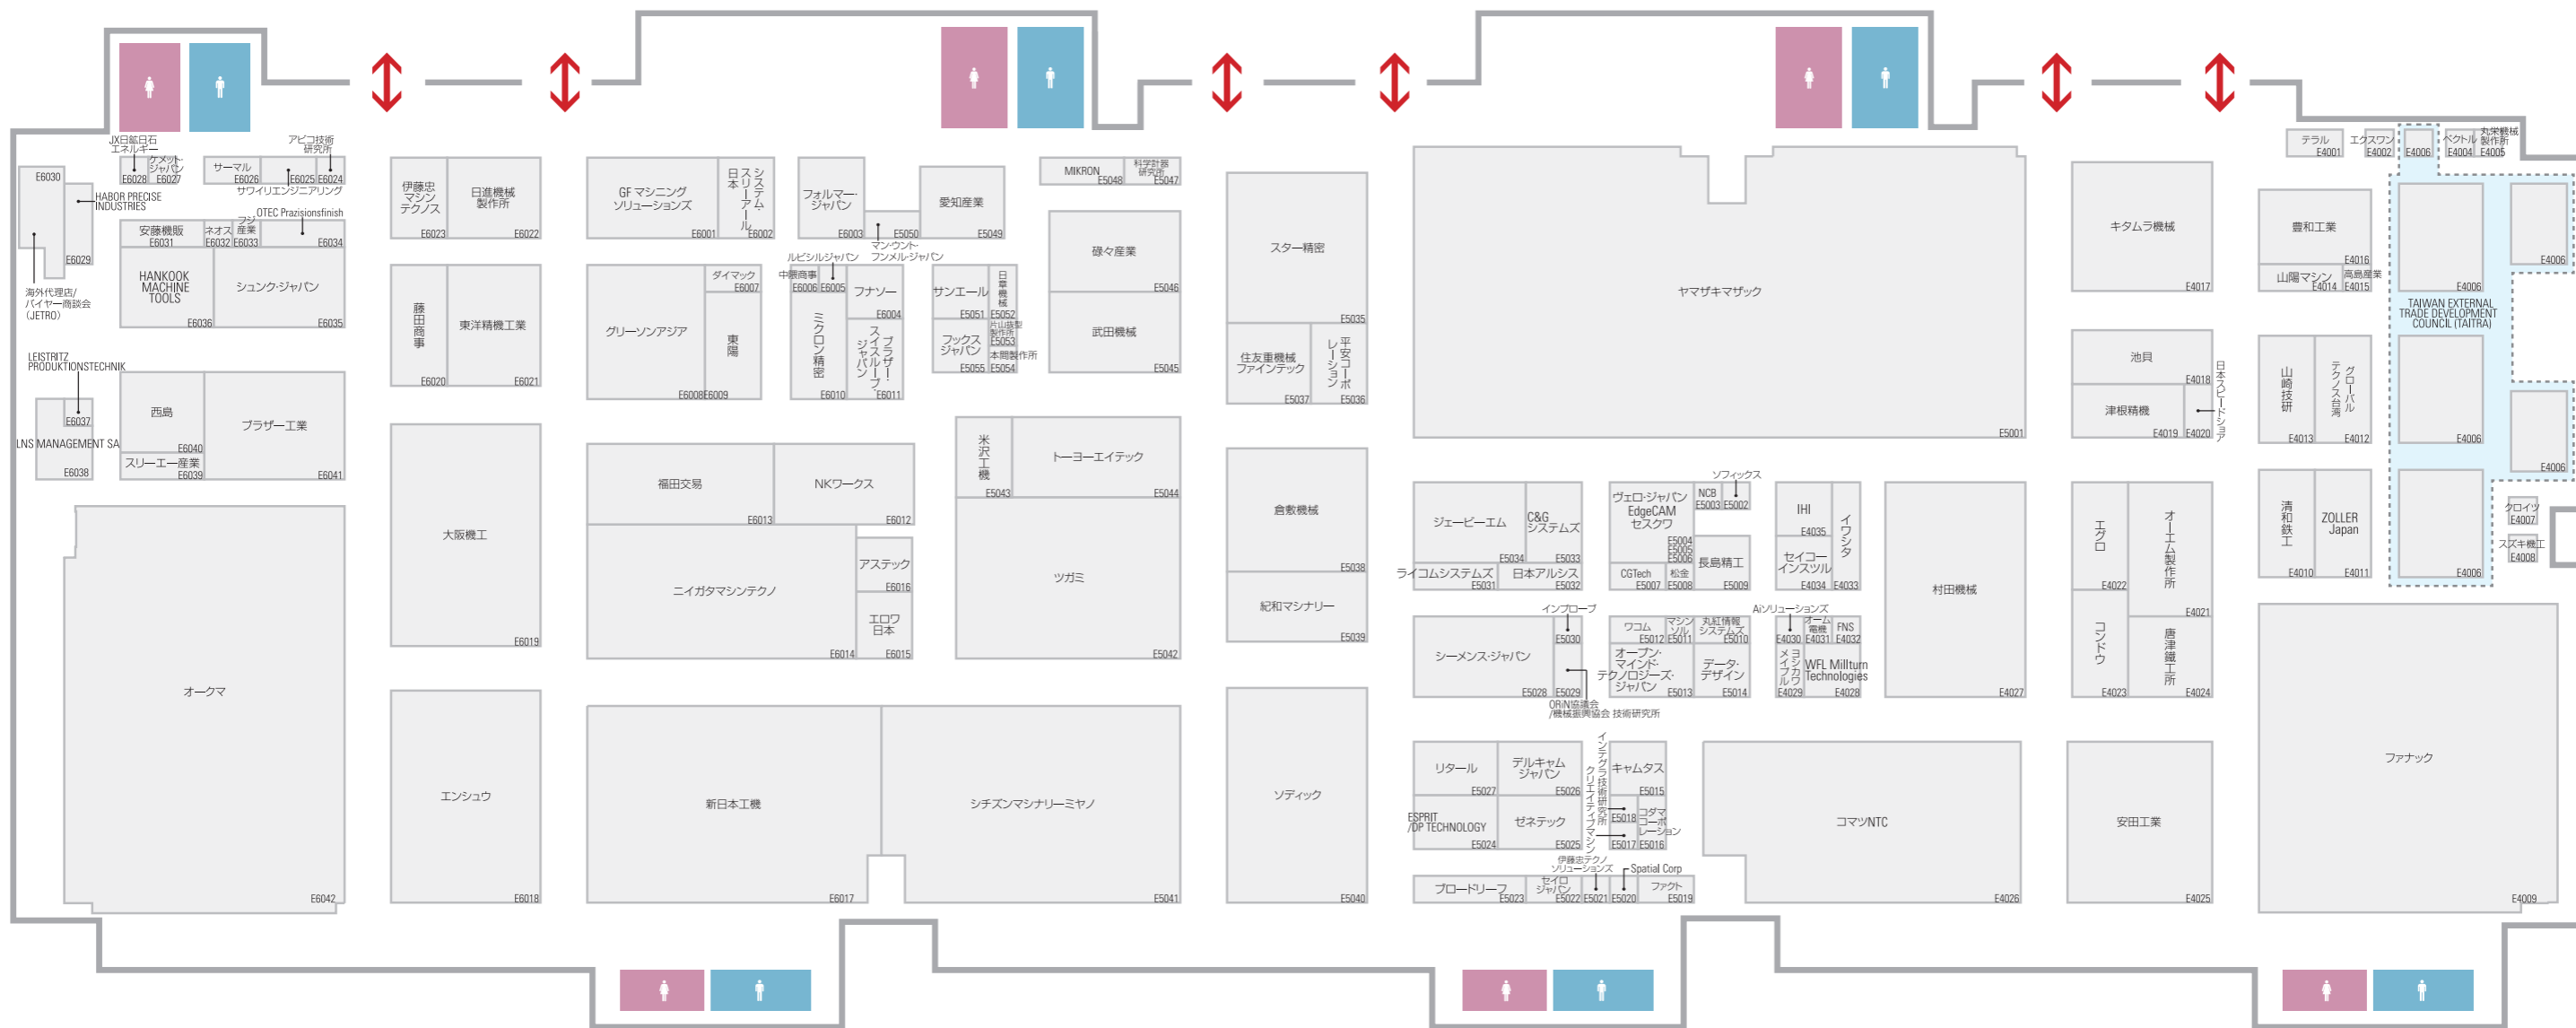 JX日鉱日石
エネルギー
E6028
ケメット・
ジャパン
E6027
サーマル
E6026
アピコ技術
研究所
E6025
E6024
サワイリエンジニアリング
E6030
HABOR PRECISE
INDUSTRIES
E6029
海外代理店/
バイヤー商談会
(JETRO)
安藤機販
E6031
ネオス
E6032
フジ
産業
E6033
OTEC Prazisionsfinish
E6034
HANKOOK
MACHINE
TOOLS
E6036
シュンク・ジャパン
E6035
LEISTRITZ
PRODUKTIONSTECHNIK
E6037
LNS MANAGEMENT SA
E6038
西島
E6040
スリーエー産業
E6039
ブラザー工業
E6041
オークマ
E6042
伊藤忠
マシン
テクノス
E6023
日進機械
製作所
E6022
藤田商事
E6020
東洋精機工業
E6021
大阪機工
E6019
エンシュウ
E6018
GF マシニング
ソリューションズ
E6001
システム・
スリーアール
日本
E6002
グリーソンアジア
E6008
ダイマック
E6007
東陽
E6009
福田交易
E6013
NKワークス
E6012
ニイガタマシンテクノ
E6014
アステック
E6016
エロワ
日本
E6015
新日本工機
E6017
フォルマー・
ジャパン
E6003
E5050
マン・ウント・
フンメル・ジャパン
愛知産業
E5049
ルビシルジャパン
中隈商事
E6006
E6005
フナソー
E6004
ミクロン精密
E6010
ブラザー・
スイスルーブ・
ジャパン
E6011
サンエール
E5051
日章機械
E5052
片山抜型
製作所
E5053
フックス
ジャパン
E5055
本間製作所
E5054
MIKRON
E5048
科学計器
研究所
E5047
碌々産業
E5046
武田機械
E5045
米沢工機
E5043
トーヨーエイテック
E5044
ツガミ
E5042
シチズンマシナリーミヤノ
E5041
スター精密
E5035
住友重機械
ファインテック
E5037
平安コーポ
レーション
E5036
倉敷機械
E5038
紀和マシナリー
E5039
ソディック
E5040
ヤマザキマザック
E5001
ジェービーエム
E5034
C&G
システムズ
E5033
ライコムシステムズ
E5031
日本アルシス
E5032
インプローブ
E5030
シーメンス・ジャパン
E5028
E5029
ORiN協議会
/機械振興協会 技術研究所
ヴェロ・ジャパン
EdgeCAM
セスクワ
E5004
E5005
E5006
NCB
E5003
ソフィックス
E5002
CGTech
E5007
松金
E5008
長島精工
E5009
ワコム
E5012
マシン
ソル
E5011
丸紅情報
システムズ
E5010
オープン・
マインド・
テクノロジーズ・
ジャパン
E5013
データ・
デザイン
E5014
リタール
E5027
デルキャム
ジャパン
E5026
ESPRIT
/DP TECHNOLOGY
E5024
ゼネテック
E5025
インテグラ技術研究所
クリエイティブマシン
キャムタス
E5015
E5018
E5017
コダマ
コーポ
レーション
E5016
ブロードリーフ
E5023
セイロ
ジャパン
E5022
伊藤忠テクノ
ソリューションズ
E5021
Spatial Corp
E5020
ファクト
E5019
IHI
E4035
セイコー
インスツル
E4034
イワシタ
E4033
Aiソリューションズ
E4030
オーム
電機
E4031
FNS
E4032
ヨシカワ
メイプル
E4029
WFL Millturn
Technologies
E4028
村田機械
E4027
コマツNTC
E4026
キタムラ機械
E4017
池貝
E4018
津根精機
E4019
E4020
日本スピードショア
エグロ
E4022
オーエム製作所
E4021
コンドウ
E4023
唐津鐵工所
E4024
安田工業
E4025
テラル
E4001
エクスワン
E4002
E4006
ベクトル
E4004
丸栄機械
製作所
E4005
豊和工業
E4016
山陽マシン
E4014
高島産業
E4015
E4006
E4006
TAIWAN EXTERNAL
TRADE DEVELOPMENT
COUNCIL (TAITRA)
山崎技研
E4013
グローバル
テクノス台湾
E4012
E4006
E4006
清和鉄工
E4010
ZOLLER
Japan
E4011
E4006
クロイツ
E4007
スズキ機工
E4008
ファナック
E4009